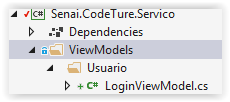 Senai.CodeTure.Servico
Dependencies
ViewModels
Usuario
LoginViewModel.cs